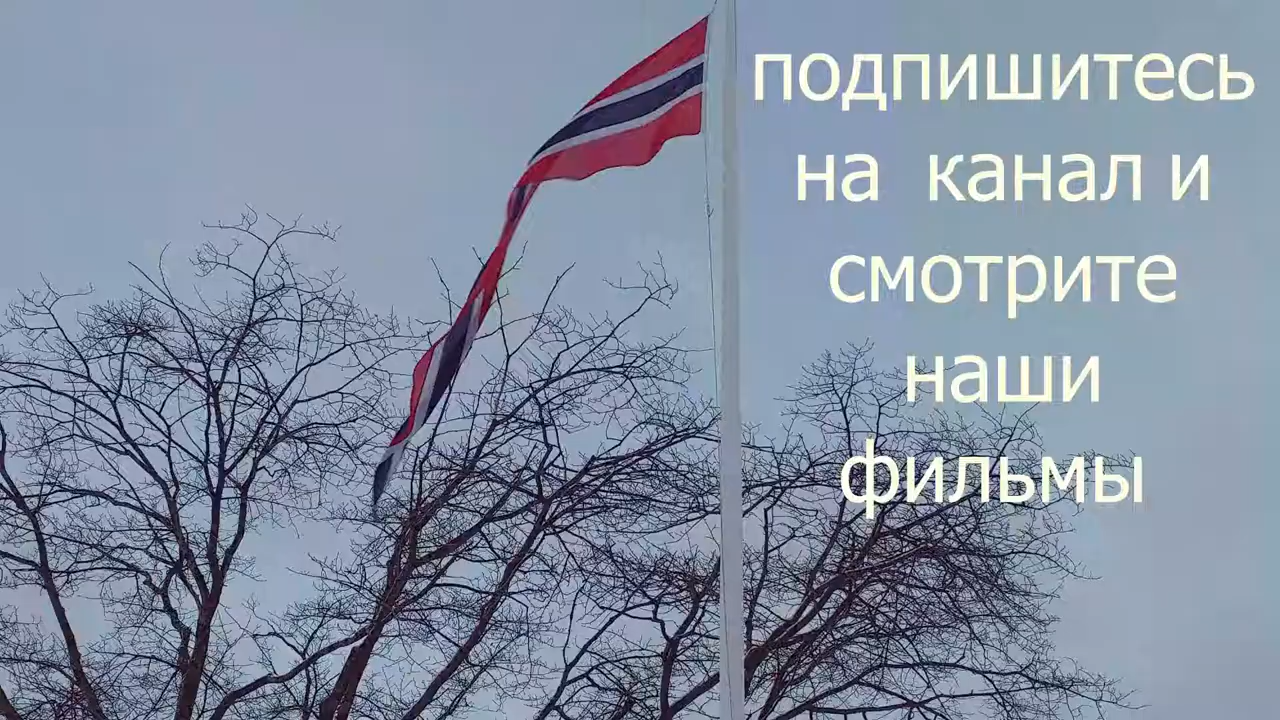 подпишитесь
на канал и
смотрите
наши
фильмы